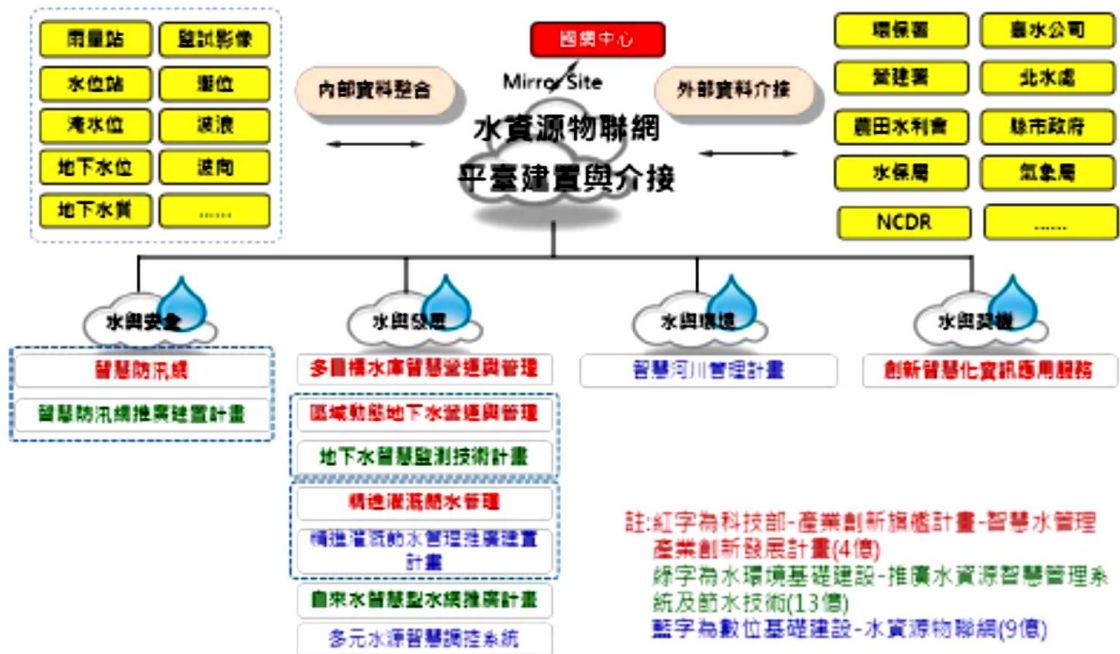 雨量站
監試影像
水位站
潮位
淹水位
波浪
地下水位
波向
地下水質
......
內部資料整合
國網中心
Mirro Site
水資源物聯網
平臺建置與介接
外部資料介接
環保署
臺水公司
營建署
北水處
農田水利會
縣市政府
水保局
氣象局
NCDR
......
水與安全
智慧防汛網
智慧防汛網推廣建置計畫
水與發展
多目標水庫智慧營運與管理
區域動態地下水營運與管理
地下水智慧監測技術計畫
精進灌溉節水管理
精進灌溉節水管理推廣建置
計畫
自來水智慧型水網推廣計畫
多元水源智慧調控系統
水與環境
智慧河川管理計畫
水與契機
創新智慧化資訊應用服務
註:紅字為科技部-產業創新旗艦計畫-智慧水管理
產業創新發展計畫(4億)
綠字為水環境基礎建設-推廣水資源智慧管理系
統及節水技術(13億)
藍字為數位基礎建設-水資源物聯網(9億)